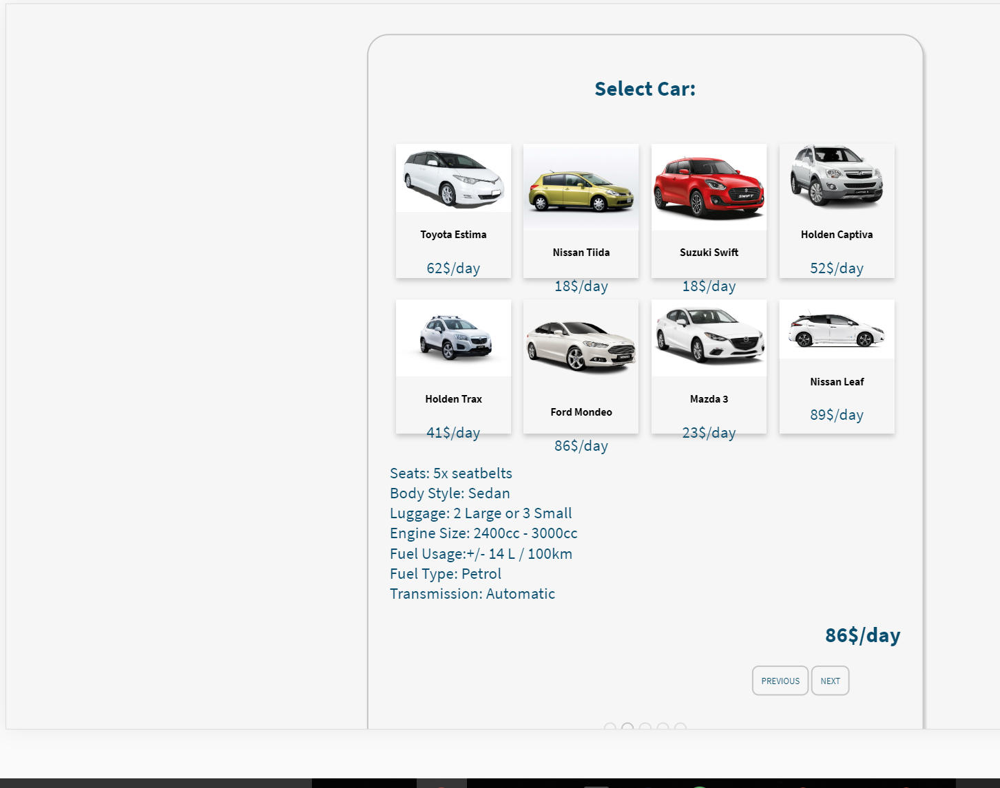 Select Car:
Toyota Estima
62$/day
Nissan Tiida
18$/day
SWIFT
Suzuki Swift
18$/day
Holden Captiva
52$/day
Holden Trax
41$/day
Ford Mondeo
86$/day
Mazda 3
23$/day
Nissan Leaf
89$/day
Seats: 5x seatbelts
Body Style: Sedan
Luggage: 2 Large or 3 Small
Engine Size: 2400cc - 3000cc
Fuel Usage:+/- 14 L / 100km
Fuel Type: Petrol
Transmission: Automatic
86$/day
PREVIOUS
NEXT